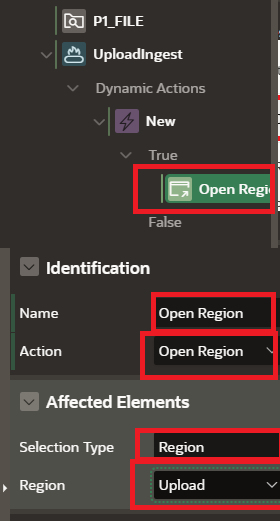 P1_FILE
UploadIngest
Dynamic Actions
New
True
Open Regi
False
Identification
Name
Open Region
Action
Open Region
Affected Elements
Selection Type
Region
Region
Upload